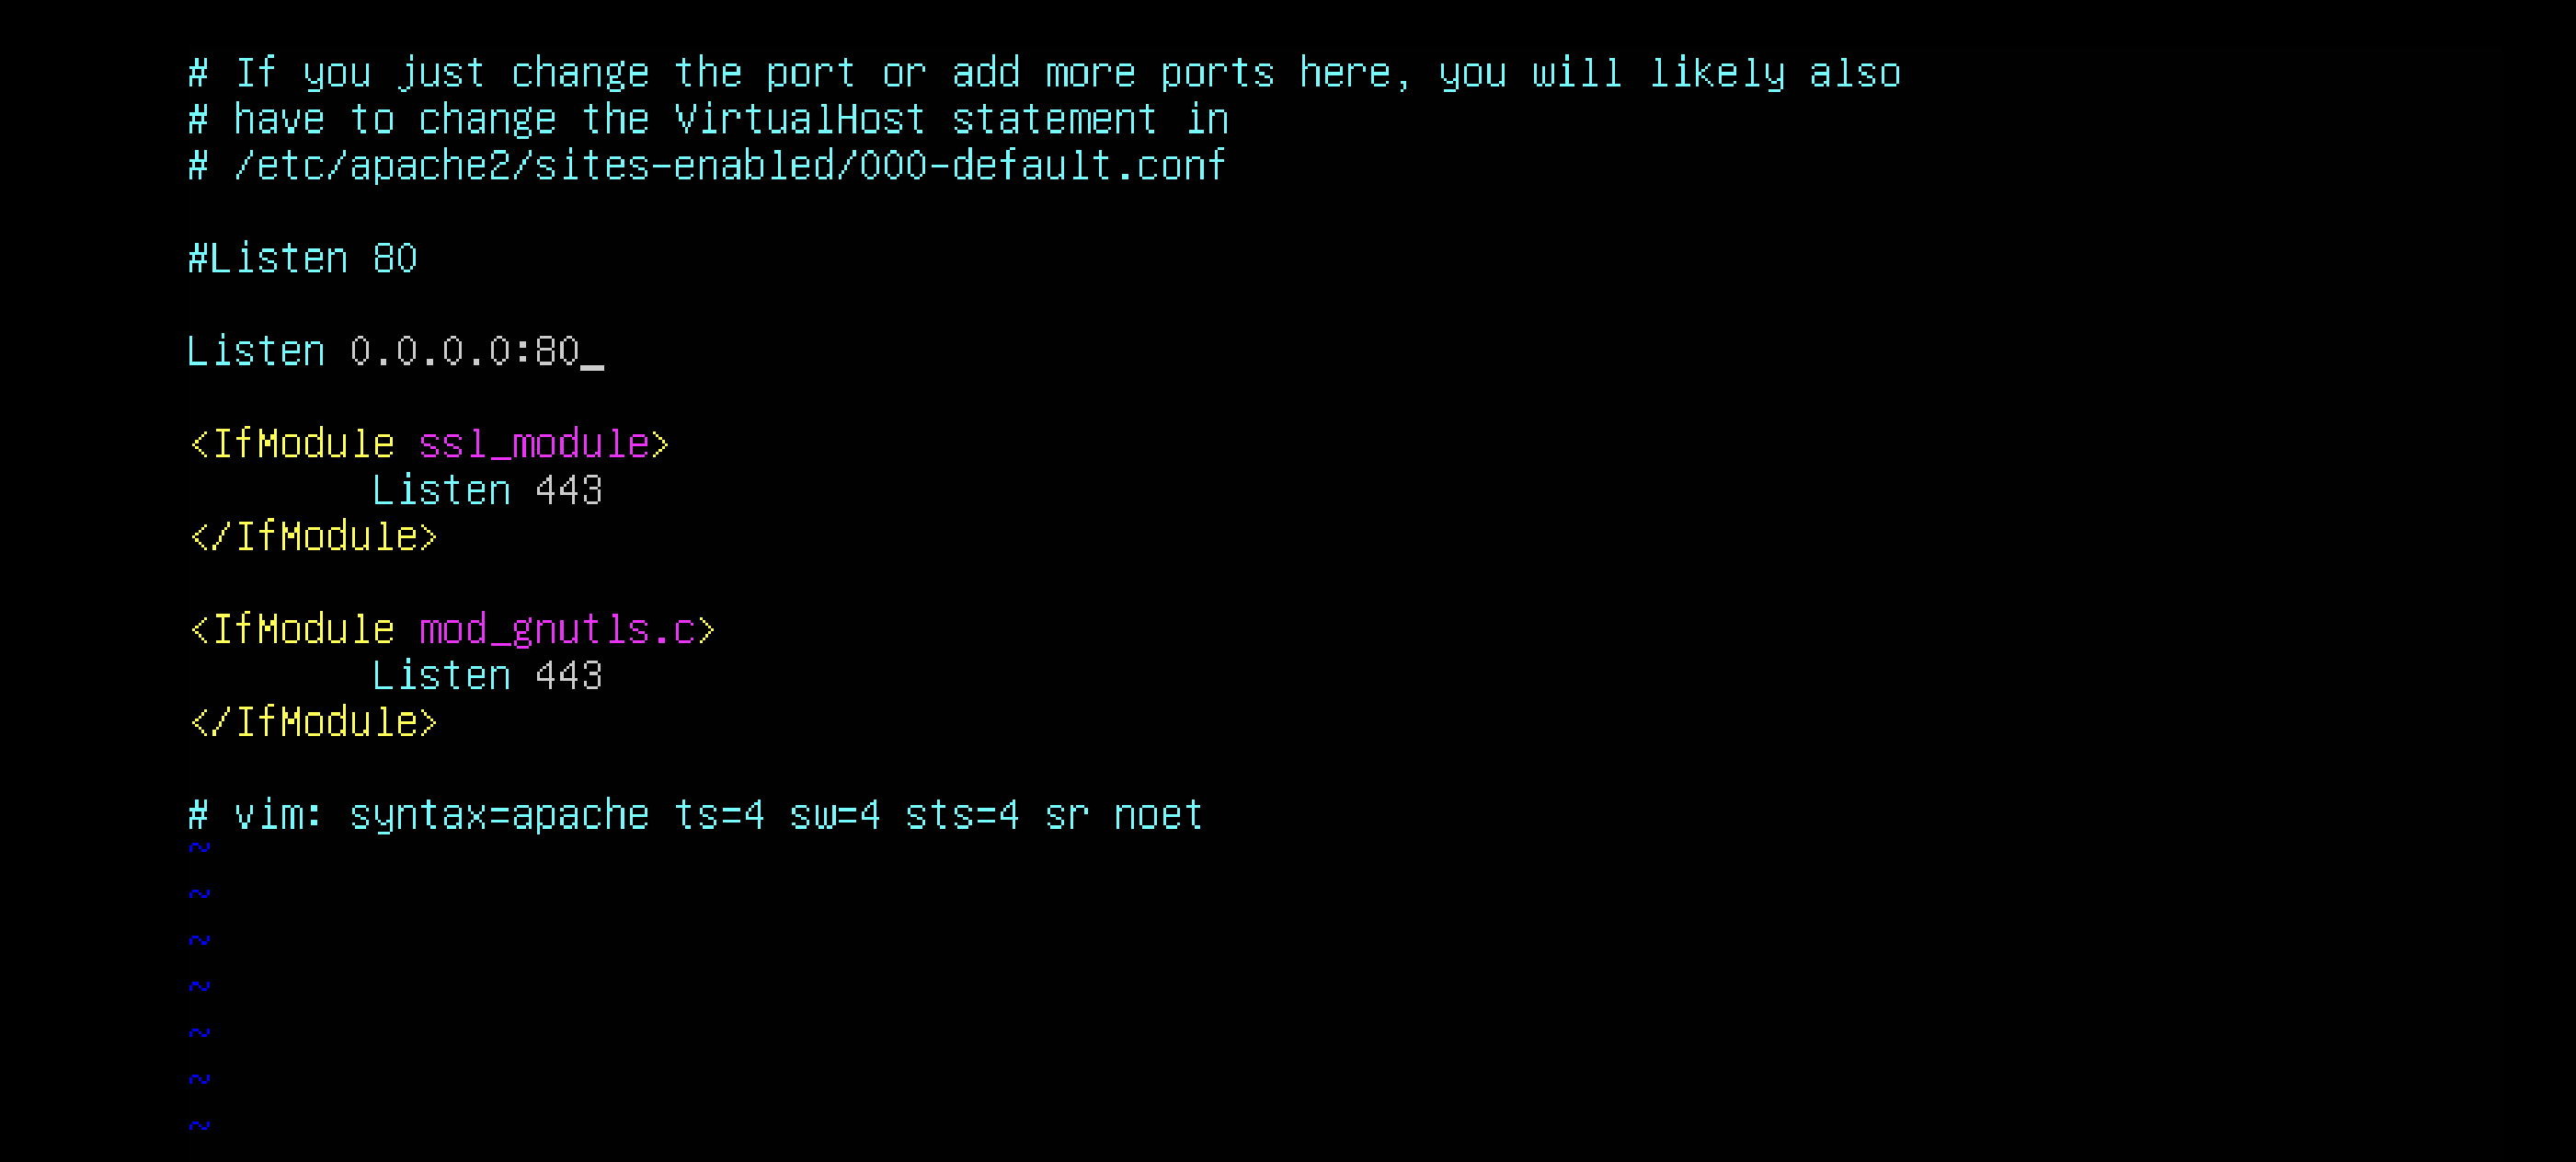 # If you just change the port or add more ports here, you will likely also
# have to change the VirtualHost statement in
# /etc/apache2/sites-enabled/000-default.conf
#Listen 80
Listen 0.0.0.0:80_
<IfModule ssl_module>
Listen 443
</IfModule>
<IfModule mod_gnutls.c>
Listen 443
</IfModule>
# vim: syntax=apache ts=4 sw=4 sts=4 sr noet
~
~
~
~
~
~
~